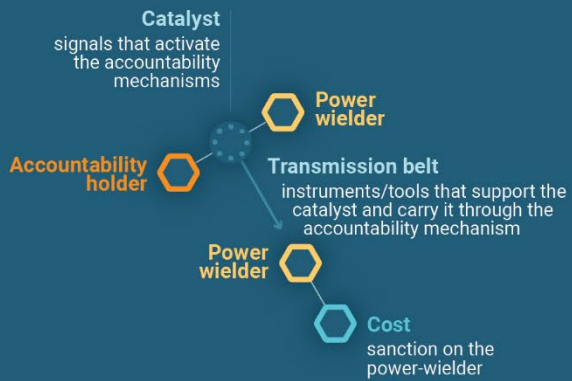 Catalyst
signals that activate
the accountability
mechanisms
Power
wielder
Accountability
holder
Transmission belt
instruments/tools that support the
catalyst and carry it through the
accountability mechanism
Power
wielder
Cost
sanction on the
power-wielder